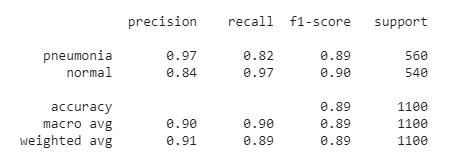 precision recall f1-score support
pneumonia 0.97 0.82 0.89 560
normal 0.84 0.97 0.90 540
accuracy 0.89 1100
macro avg 0.90 0.90 0.89 1100
weighted avg 0.91 0.89 0.89 1100